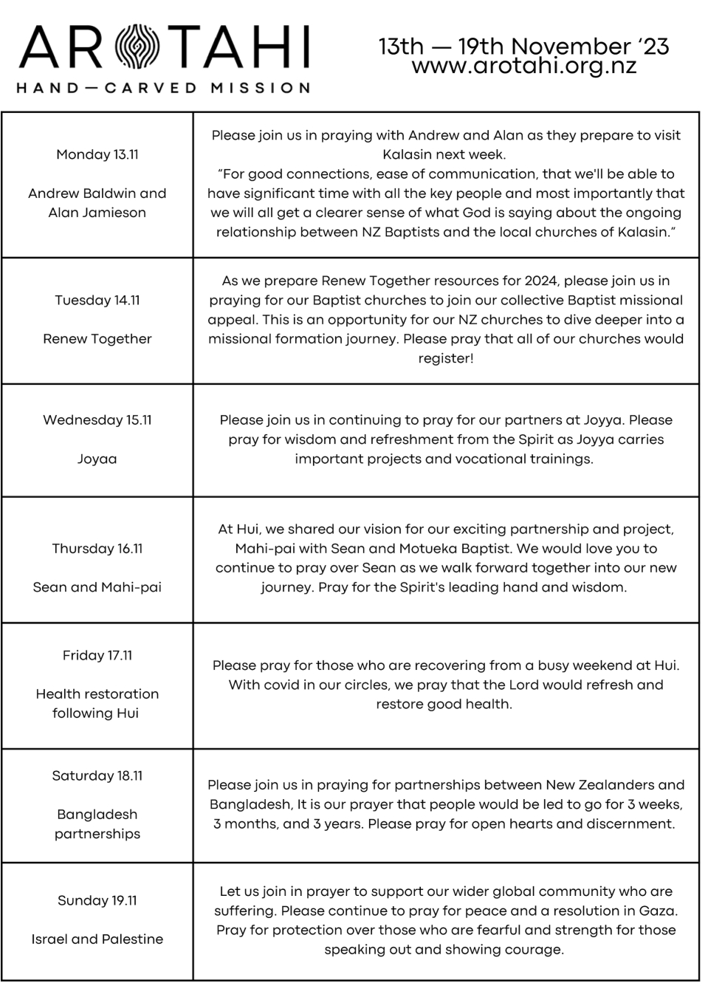 AROTAHI
HAND—CARVED MISSION
13th — 19th November ‘23
www.arotahi.org.nz
Monday 13.11
Andrew Baldwin and
Alan Jamieson
Please join us in praying with Andrew and Alan as they prepare to visit
Kalasin next week.
“For good connections, ease of communication, that we'll be able to
have significant time with all the key people and most importantly that
we will all get a clearer sense of what God is saying about the ongoing
relationship between NZ Baptists and the local churches of Kalasin.”
Tuesday 14.11
Renew Together
As we prepare Renew Together resources for 2024, please join us in
praying for our Baptist churches to join our collective Baptist missional
appeal. This is an opportunity for our NZ churches to dive deeper into a
missional formation journey. Please pray that all of our churches would
register!
Wednesday 15.11
Joyaa
Please join us in continuing to pray for our partners at Joyya. Please
pray for wisdom and refreshment from the Spirit as Joyya carries
important projects and vocational trainings.
Thursday 16.11
Sean and Mahi-pai
At Hui, we shared our vision for our exciting partnership and project,
Mahi-pai with Sean and Motueka Baptist. We would love you to
continue to pray over Sean as we walk forward together into our new
journey. Pray for the Spirit's leading hand and wisdom.
Friday 17.11
Health restoration
following Hui
Please pray for those who are recovering from a busy weekend at Hui.
With covid in our circles, we pray that the Lord would refresh and
restore good health.
Saturday 18.11
Bangladesh
partnerships
Please join us in praying for partnerships between New Zealanders and
Bangladesh, It is our prayer that people would be led to go for 3 weeks,
3 months, and 3 years. Please pray for open hearts and discernment.
Sunday 19.11
Israel and Palestine
Let us join in prayer to support our wider global community who are
suffering. Please continue to pray for peace and a resolution in Gaza.
Pray for protection over those who are fearful and strength for those
speaking out and showing courage.